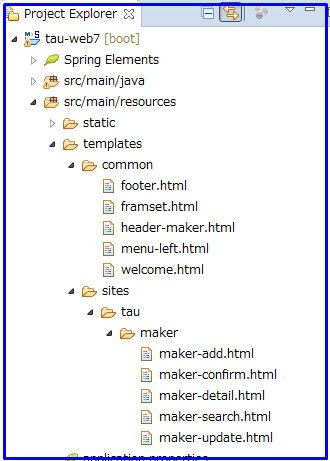 Project Explorer
tau-web7 [boot]
Spring Elements
src/main/java
src/main/resources
static
templates
common
footer.html
framset.html
header-maker.html
menu-left.html
welcome.html
sites
tau
maker
maker-add.html
maker-confirm.html
maker-detail.html
maker-search.html
maker-update.html
application.properties